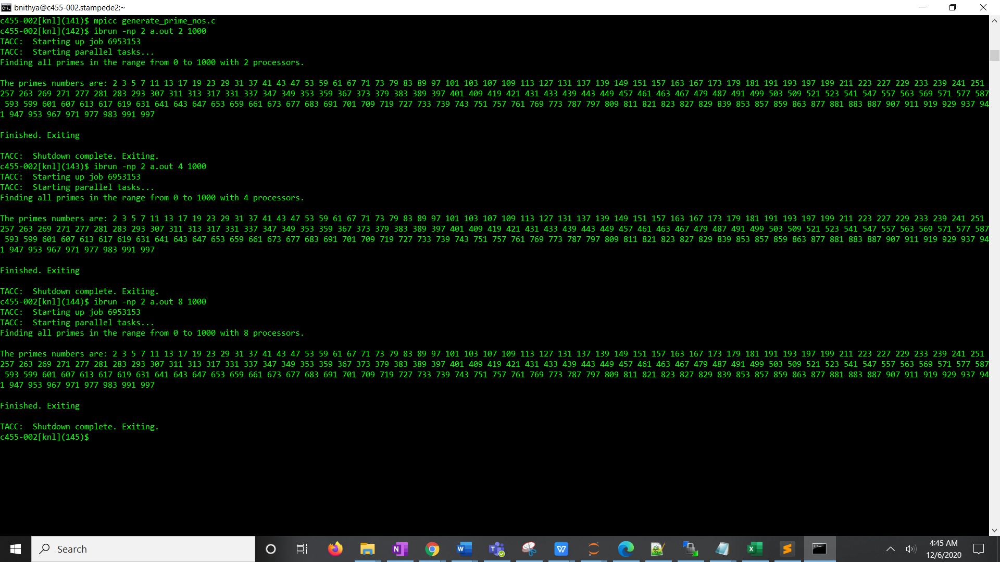 bnithya@c455-002.stampede2:~
c455-002[knl](141)$ mpicc generate_prime_nos.c
c455-002[knl](142)$ ibrun -np 2 a.out 2 1000
TACC:  Starting up job 6953153
TACC:  Starting parallel tasks...
Finding all primes in the range from 0 to 1000 with 2 processors.
The primes numbers are: 2 3 5 7 11 13 17 19 23 29 31 37 41 43 47 53 59 61 67 71 73 79 83 89 97 101 103 107 109 113 127 131 137 139 149 151 157 163 167 173 179 181 191 193 197 199 211 223 227 229 233 239 241 251
257 263 269 271 277 281 283 293 307 311 313 317 331 337 347 349 353 359 367 373 379 383 389 397 401 409 419 421 431 433 439 443 449 457 461 463 467 479 487 491 499 503 509 521 523 541 547 557 563 569 571 577 587
593 599 601 607 613 617 619 631 641 643 647 653 659 661 673 677 683 691 701 709 719 727 733 739 743 751 757 761 769 773 787 797 809 811 821 823 827 829 839 853 857 859 863 877 881 883 887 907 911 919 929 937 94
1 947 953 967 971 977 983 991 997
Finished. Exiting
TACC:  Shutdown complete. Exiting.
c455-002[knl](143)$ ibrun -np 2 a.out 4 1000
TACC:  Starting up job 6953153
TACC:  Starting parallel tasks...
Finding all primes in the range from 0 to 1000 with 4 processors.
The primes numbers are: 2 3 5 7 11 13 17 19 23 29 31 37 41 43 47 53 59 61 67 71 73 79 83 89 97 101 103 107 109 113 127 131 137 139 149 151 157 163 167 173 179 181 191 193 197 199 211 223 227 229 233 239 241 251
257 263 269 271 277 281 283 293 307 311 313 317 331 337 347 349 353 359 367 373 379 383 389 397 401 409 419 421 431 433 439 443 449 457 461 463 467 479 487 491 499 503 509 521 523 541 547 557 563 569 571 577 587
593 599 601 607 613 617 619 631 641 643 647 653 659 661 673 677 683 691 701 709 719 727 733 739 743 751 757 761 769 773 787 797 809 811 821 823 827 829 839 853 857 859 863 877 881 883 887 907 911 919 929 937 94
1 947 953 967 971 977 983 991 997
Finished. Exiting
TACC:  Shutdown complete. Exiting.
c455-002[knl](144)$ ibrun -np 2 a.out 8 1000
TACC:  Starting up job 6953153
TACC:  Starting parallel tasks...
Finding all primes in the range from 0 to 1000 with 8 processors.
The primes numbers are: 2 3 5 7 11 13 17 19 23 29 31 37 41 43 47 53 59 61 67 71 73 79 83 89 97 101 103 107 109 113 127 131 137 139 149 151 157 163 167 173 179 181 191 193 197 199 211 223 227 229 233 239 241 251
257 263 269 271 277 281 283 293 307 311 313 317 331 337 347 349 353 359 367 373 379 383 389 397 401 409 419 421 431 433 439 443 449 457 461 463 467 479 487 491 499 503 509 521 523 541 547 557 563 569 571 577 587
593 599 601 607 613 617 619 631 641 643 647 653 659 661 673 677 683 691 701 709 719 727 733 739 743 751 757 761 769 773 787 797 809 811 821 823 827 829 839 853 857 859 863 877 881 883 887 907 911 919 929 937 94
1 947 953 967 971 977 983 991 997
Finished. Exiting
TACC:  Shutdown complete. Exiting.
c455-002[knl](145)$
Search
4:45 AM
12/6/2020